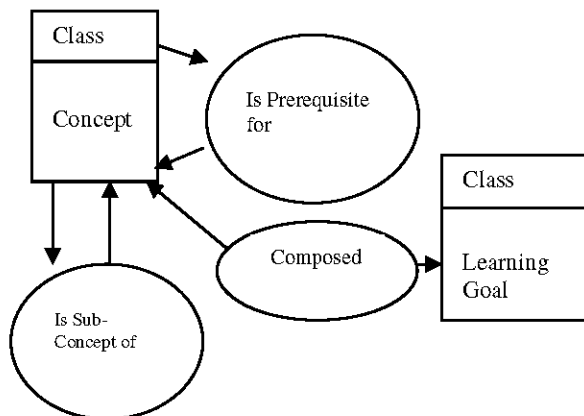 Class
Concept
Is Prerequisite
for
Class
Learning
Goal
Composed
Is Sub-
Concept of